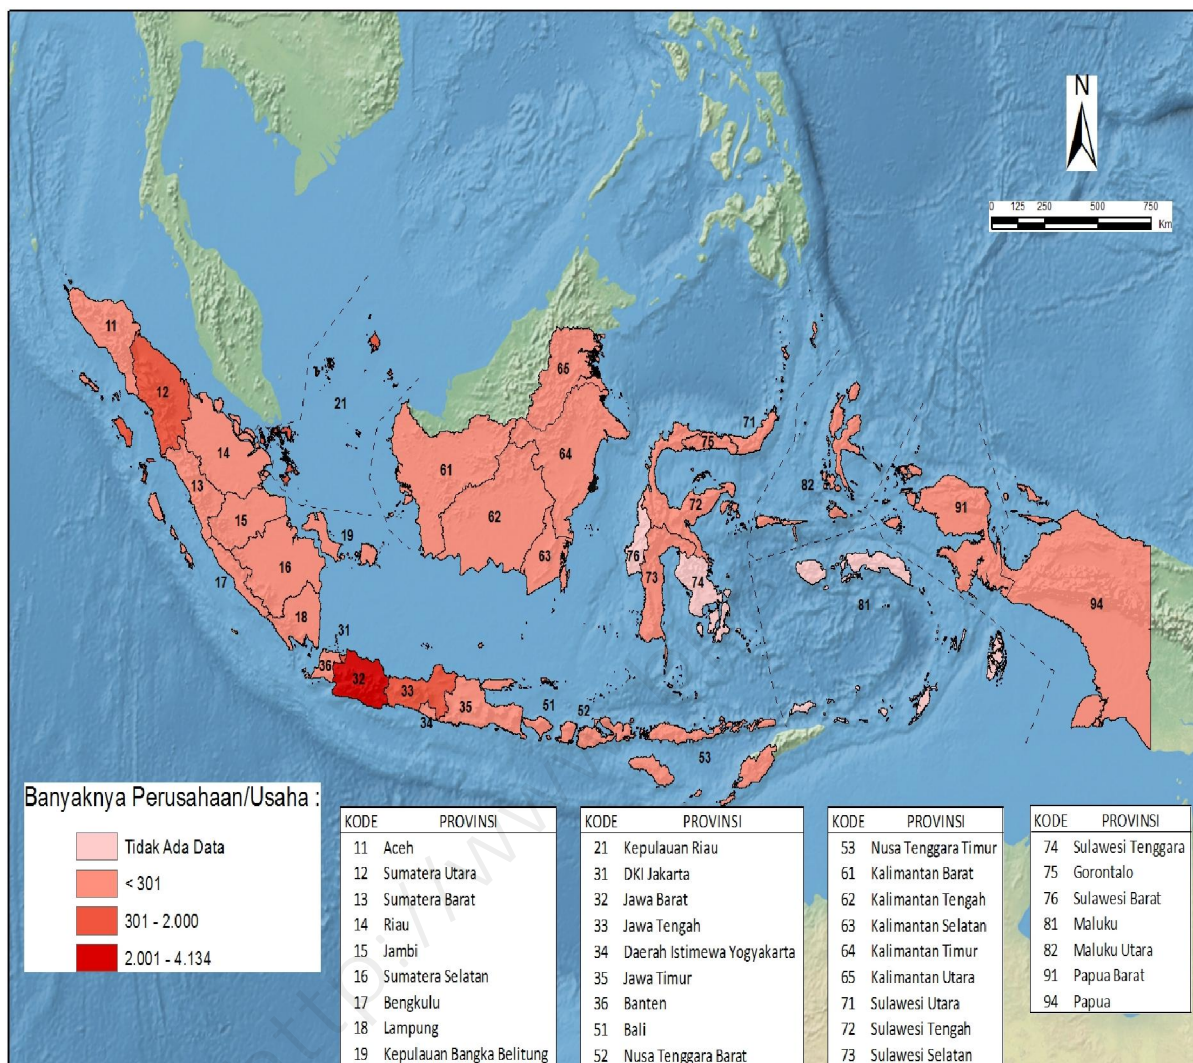 N
0 125 250 500 750
Km
11
12
65
21
71
14
75
61
64
13
82
72
91
15
62
19
16
76
63
17
73
74
81
94
18
31
36
32
33
35
51
52
34
53
Banyaknya Perusahaan/Usaha :
Tidak Ada Data
< 301
301 - 2.000
2.001 - 4.134
KODE PROVINSI
11 Aceh
12 Sumatera Utara
13 Sumatera Barat
14 Riau
15 Jambi
16 Sumatera Selatan
17 Bengkulu
18 Lampung
19 Kepulauan Bangka Belitung
KODE PROVINSI
21 Kepulauan Riau
31 DKI Jakarta
32 Jawa Barat
33 Jawa Tengah
34 Daerah Istimewa Yogyakarta
35 Jawa Timur
36 Banten
51 Bali
52 Nusa Tenggara Barat
KODE PROVINSI
53 Nusa Tenggara Timur
61 Kalimantan Barat
62 Kalimantan Tengah
63 Kalimantan Selatan
64 Kalimantan Timur
65 Kalimantan Utara
71 Sulawesi Utara
72 Sulawesi Tengah
73 Sulawesi Selatan
KODE PROVINSI
74 Sulawesi Tenggara
75 Gorontalo
76 Sulawesi Barat
81 Maluku
82 Maluku Utara
91 Papua Barat
94 Papua